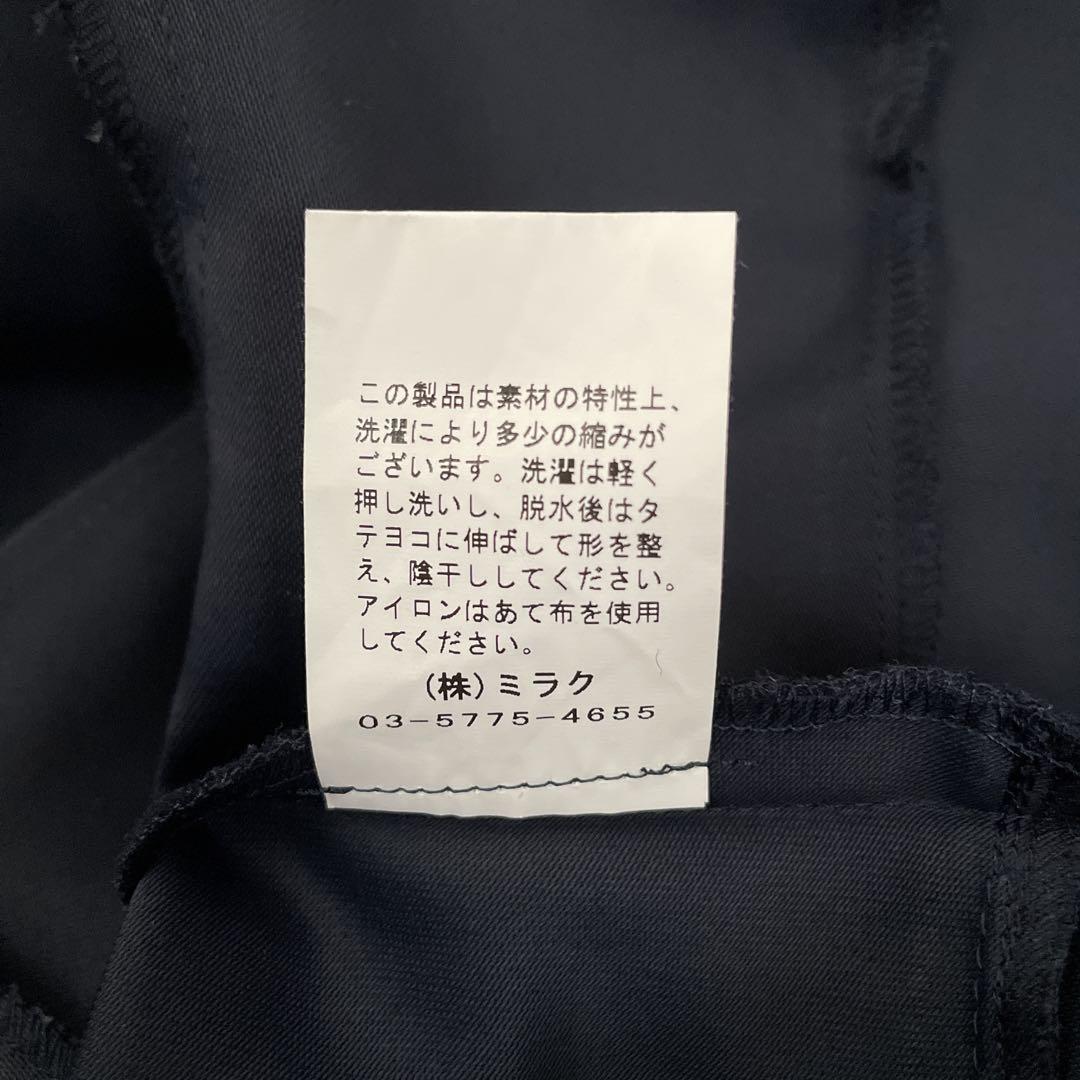 この製品は素材の特性上、
洗濯により多少の縮みが
ございます。洗濯は軽く
押し洗いし、脱水後はタ
テヨコに伸ばして形を整
え、陰干ししてください。
アイロンはあて布を使用
してください。
(株)ミラク
03-5775-4655